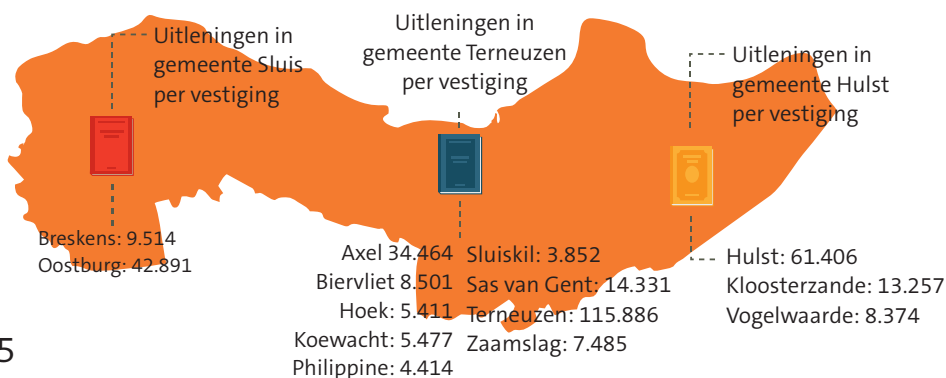 Uitleningen in
gemeente Sluis
per vestiging
Breskens: 9.514
Oostburg: 42.891
Uitleningen in
gemeente Terneuzen
per vestiging
Axel 34.464
Biervliet 8.501
Hoek: 5.411
Koewacht: 5.477
Philippine: 4.414
Sluiskil: 3.852
Sas van Gent: 14.331
Terneuzen: 115.886
Zaamslag: 7.485
Uitleningen in
gemeente Hulst
per vestiging
Hulst: 61.406
Kloosterzande: 13.257
Vogelwaarde: 8.374
5